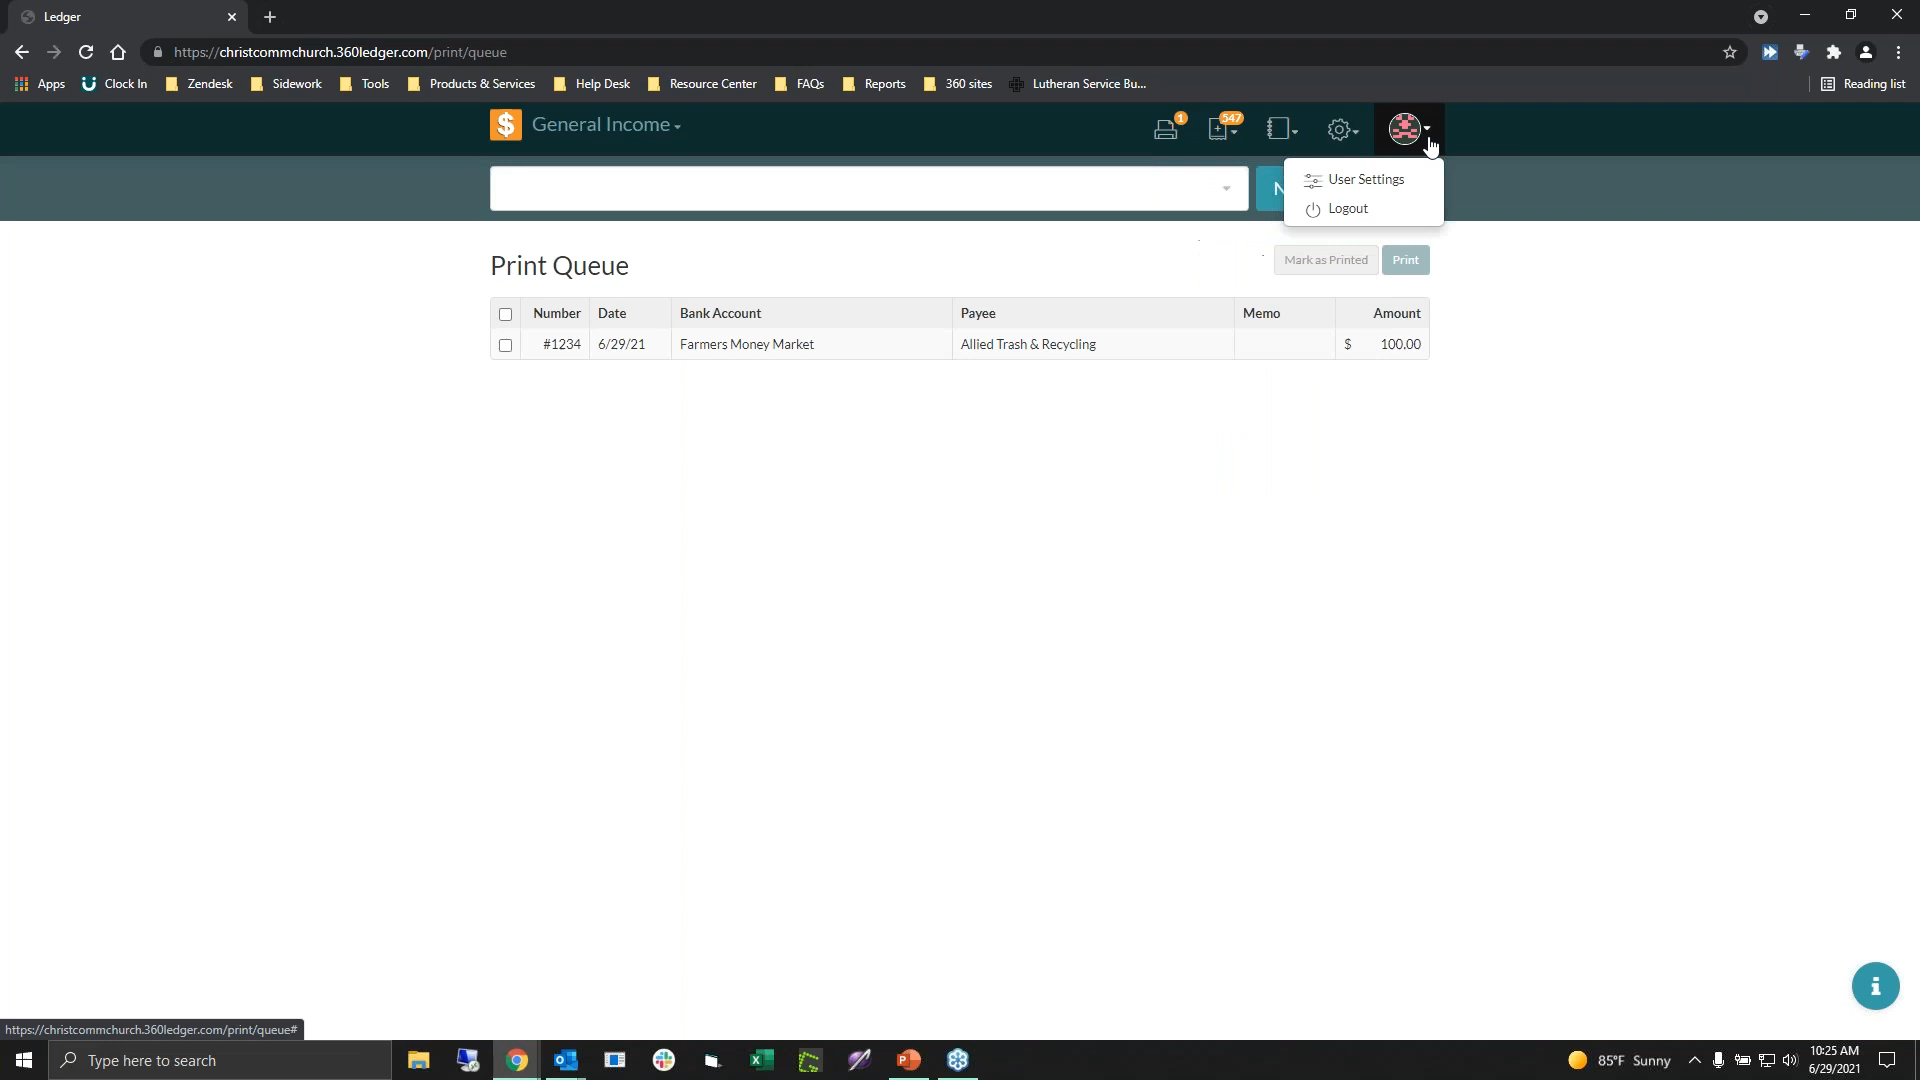 Ledger
https://christcommchurch.360ledger.com/print/queue
Apps Clock In Zendesk Sidework Tools Products & Services Help Desk Resource Center FAQs Reports 360 sites Lutheran Service Bu... Reading list
$ General Income 1 547
N
User Settings
Logout
Print Queue Mark as Printed Print
Number Date Bank Account Payee Memo Amount
#1234 6/29/21 Farmers Money Market Allied Trash & Recycling $ 100.00
https://christcommchurch.360ledger.com/print/queue#
Type here to search 85°F Sunny 10:25 AM
6/29/2021